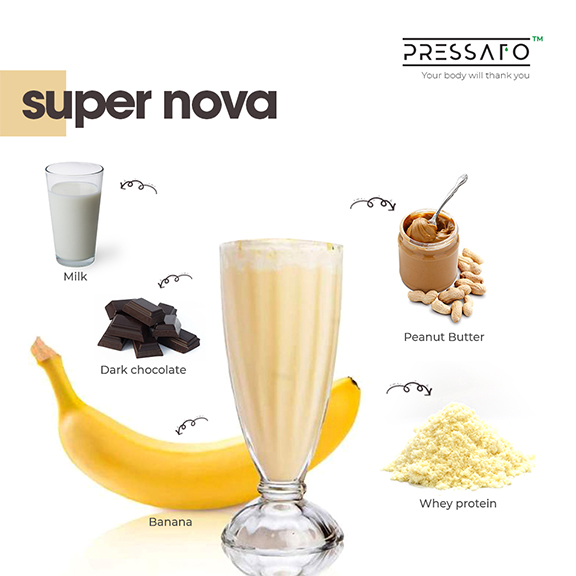 PRESSATO™
Your body will thank you
super nova
Milk
Dark chocolate
Peanut Butter
Banana
Whey protein